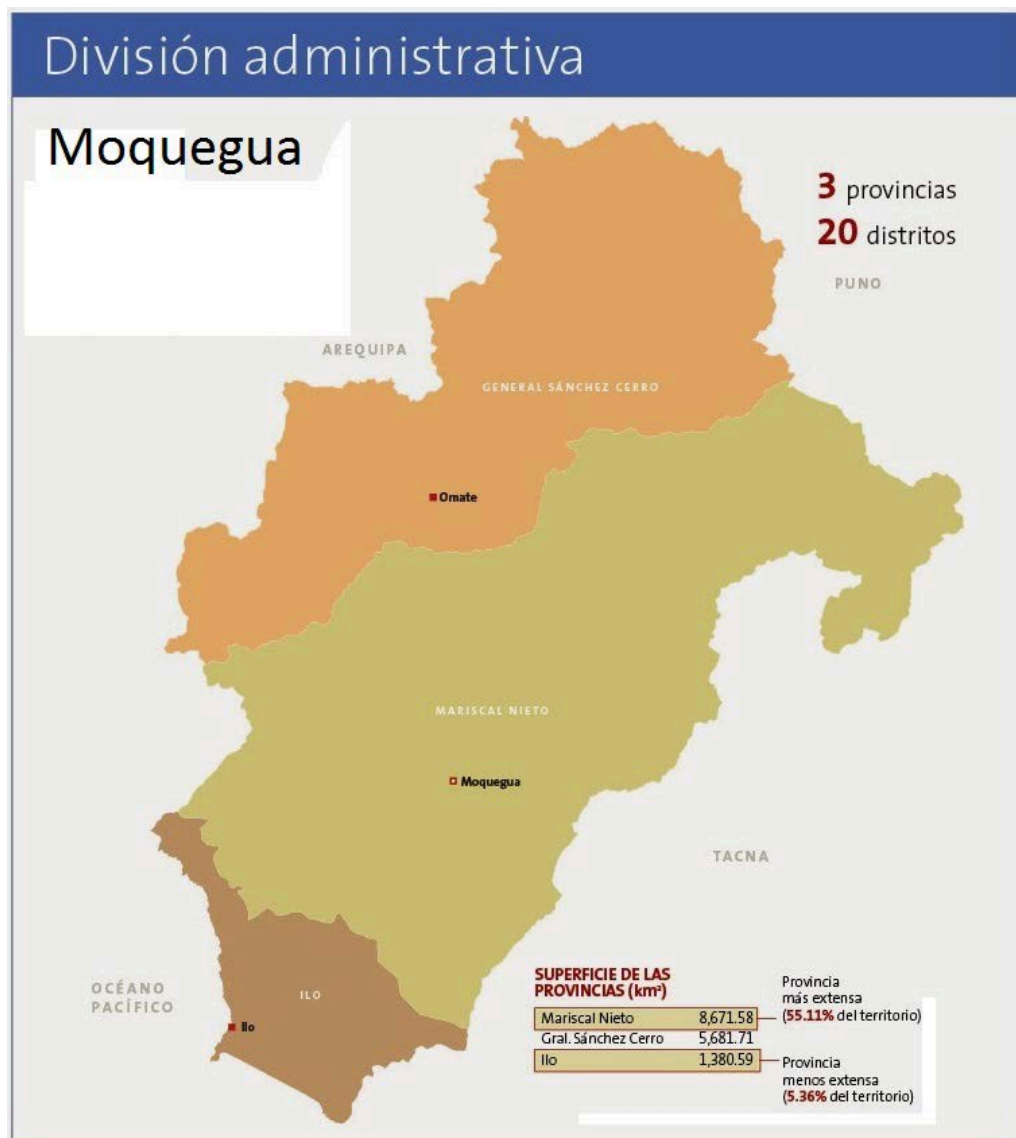 División administrativa
Moquegua
3 provincias
20 distritos
PUNO
AREQUIPA
GENERAL SÁNCHEZ CERRO
Omate
MARISCAL NIETO
Moquegua
TACNA
OCÉANO
PACÍFICO
ILO
Ilo
SUPERFICIE DE LAS
PROVINCIAS (km²)
Mariscal Nieto 8,671.58
Gral. Sánchez Cerro 5,681.71
Ilo 1,380.59
Provincia
más extensa
(55.11% del territorio)
Provincia
menos extensa
(5.36% del territorio)